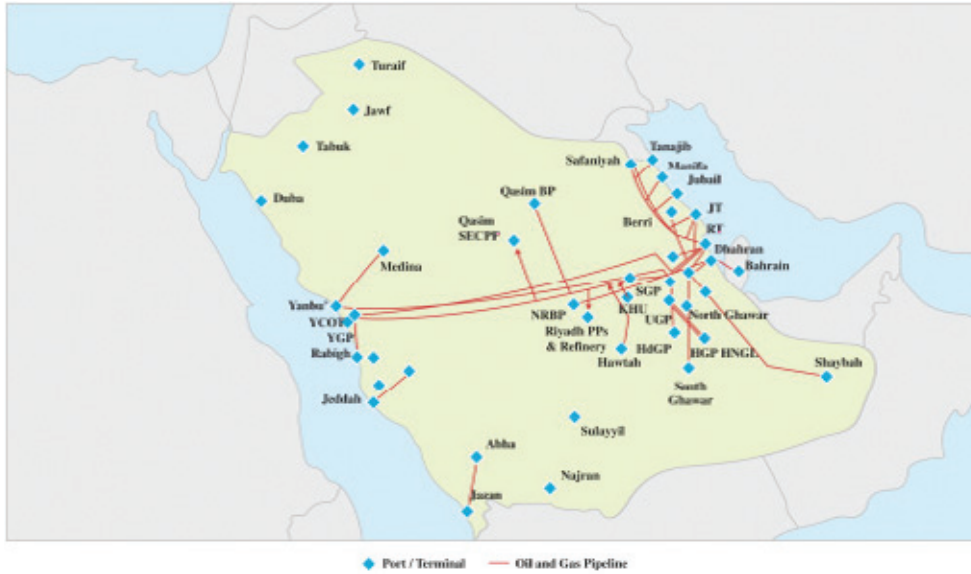 Turaif
Jawf
Tabuk
Duba
Safaniyah
Tanajib
Manifa
Jubail
Qasim BP
Berri
JT
Qasim
SECPP
RT
Dhahran
Bahrain
Medina
Yanbu'
YCOT
YGP
SGP
NRBP
KHU
North Ghawar
Riyadh PPs
& Refinery
UGP
HdGP
HGP HNGL
Rabigh
Hawtah
Shaybah
South
Ghawar
Jeddah
Sulayyil
Abha
Najran
Jazan
Port / Terminal
Oil and Gas Pipeline